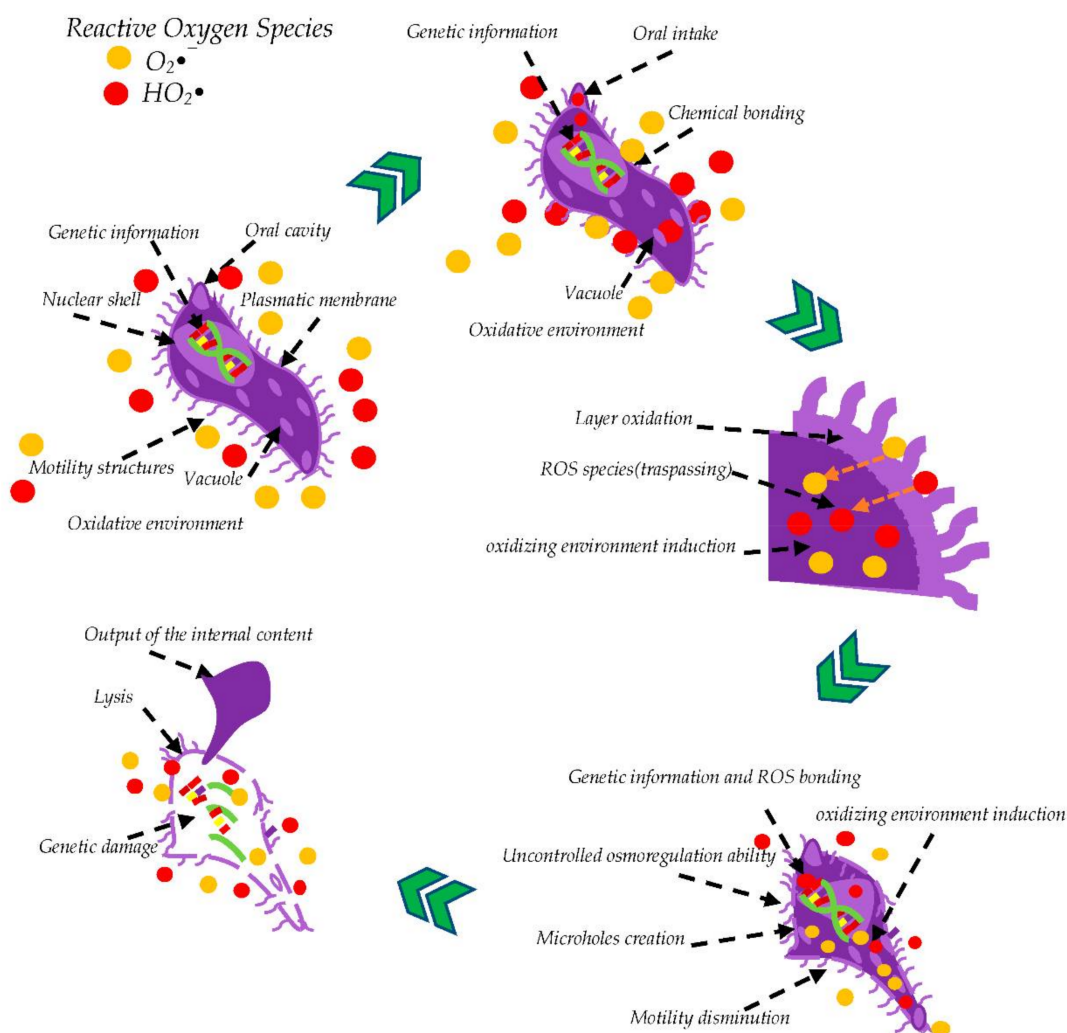 Reactive Oxygen Species
O₂•⁻
HO₂•
Genetic information
Oral intake
Chemical bonding
Vacuole
Oxidative environment
Genetic information
Oral cavity
Nuclear shell
Plasmatic membrane
Motility structures
Vacuole
Oxidative environment
Layer oxidation
ROS species(traspassing)
oxidizing environment induction
Output of the internal content
Lysis
Genetic damage
Genetic information and ROS bonding
oxidizing environment induction
Uncontrolled osmoregulation ability
Microholes creation
Motility disminution